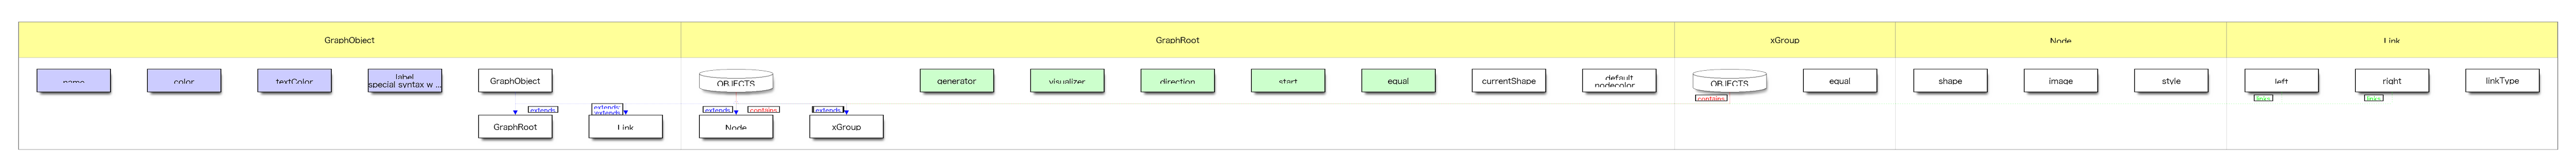 GraphObject
GraphRoot
xGroup
Node
Link
name
color
textColor
label
special syntax w ...
GraphObject
OBJECTS
generator
visualizer
direction
start
equal
currentShape
default
nodecolor
OBJECTS
equal
shape
image
style
left
right
linkType
contains
links
links
extends
extends
extends
extends
contains
extends
GraphRoot
Link
Node
xGroup